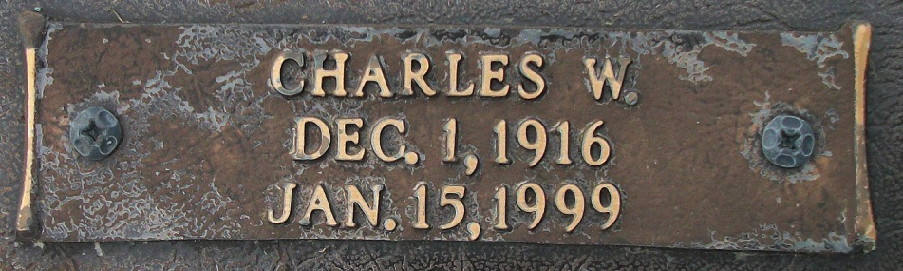 CHARLES W.
DEC. 1, 1916
JAN. 15, 1999